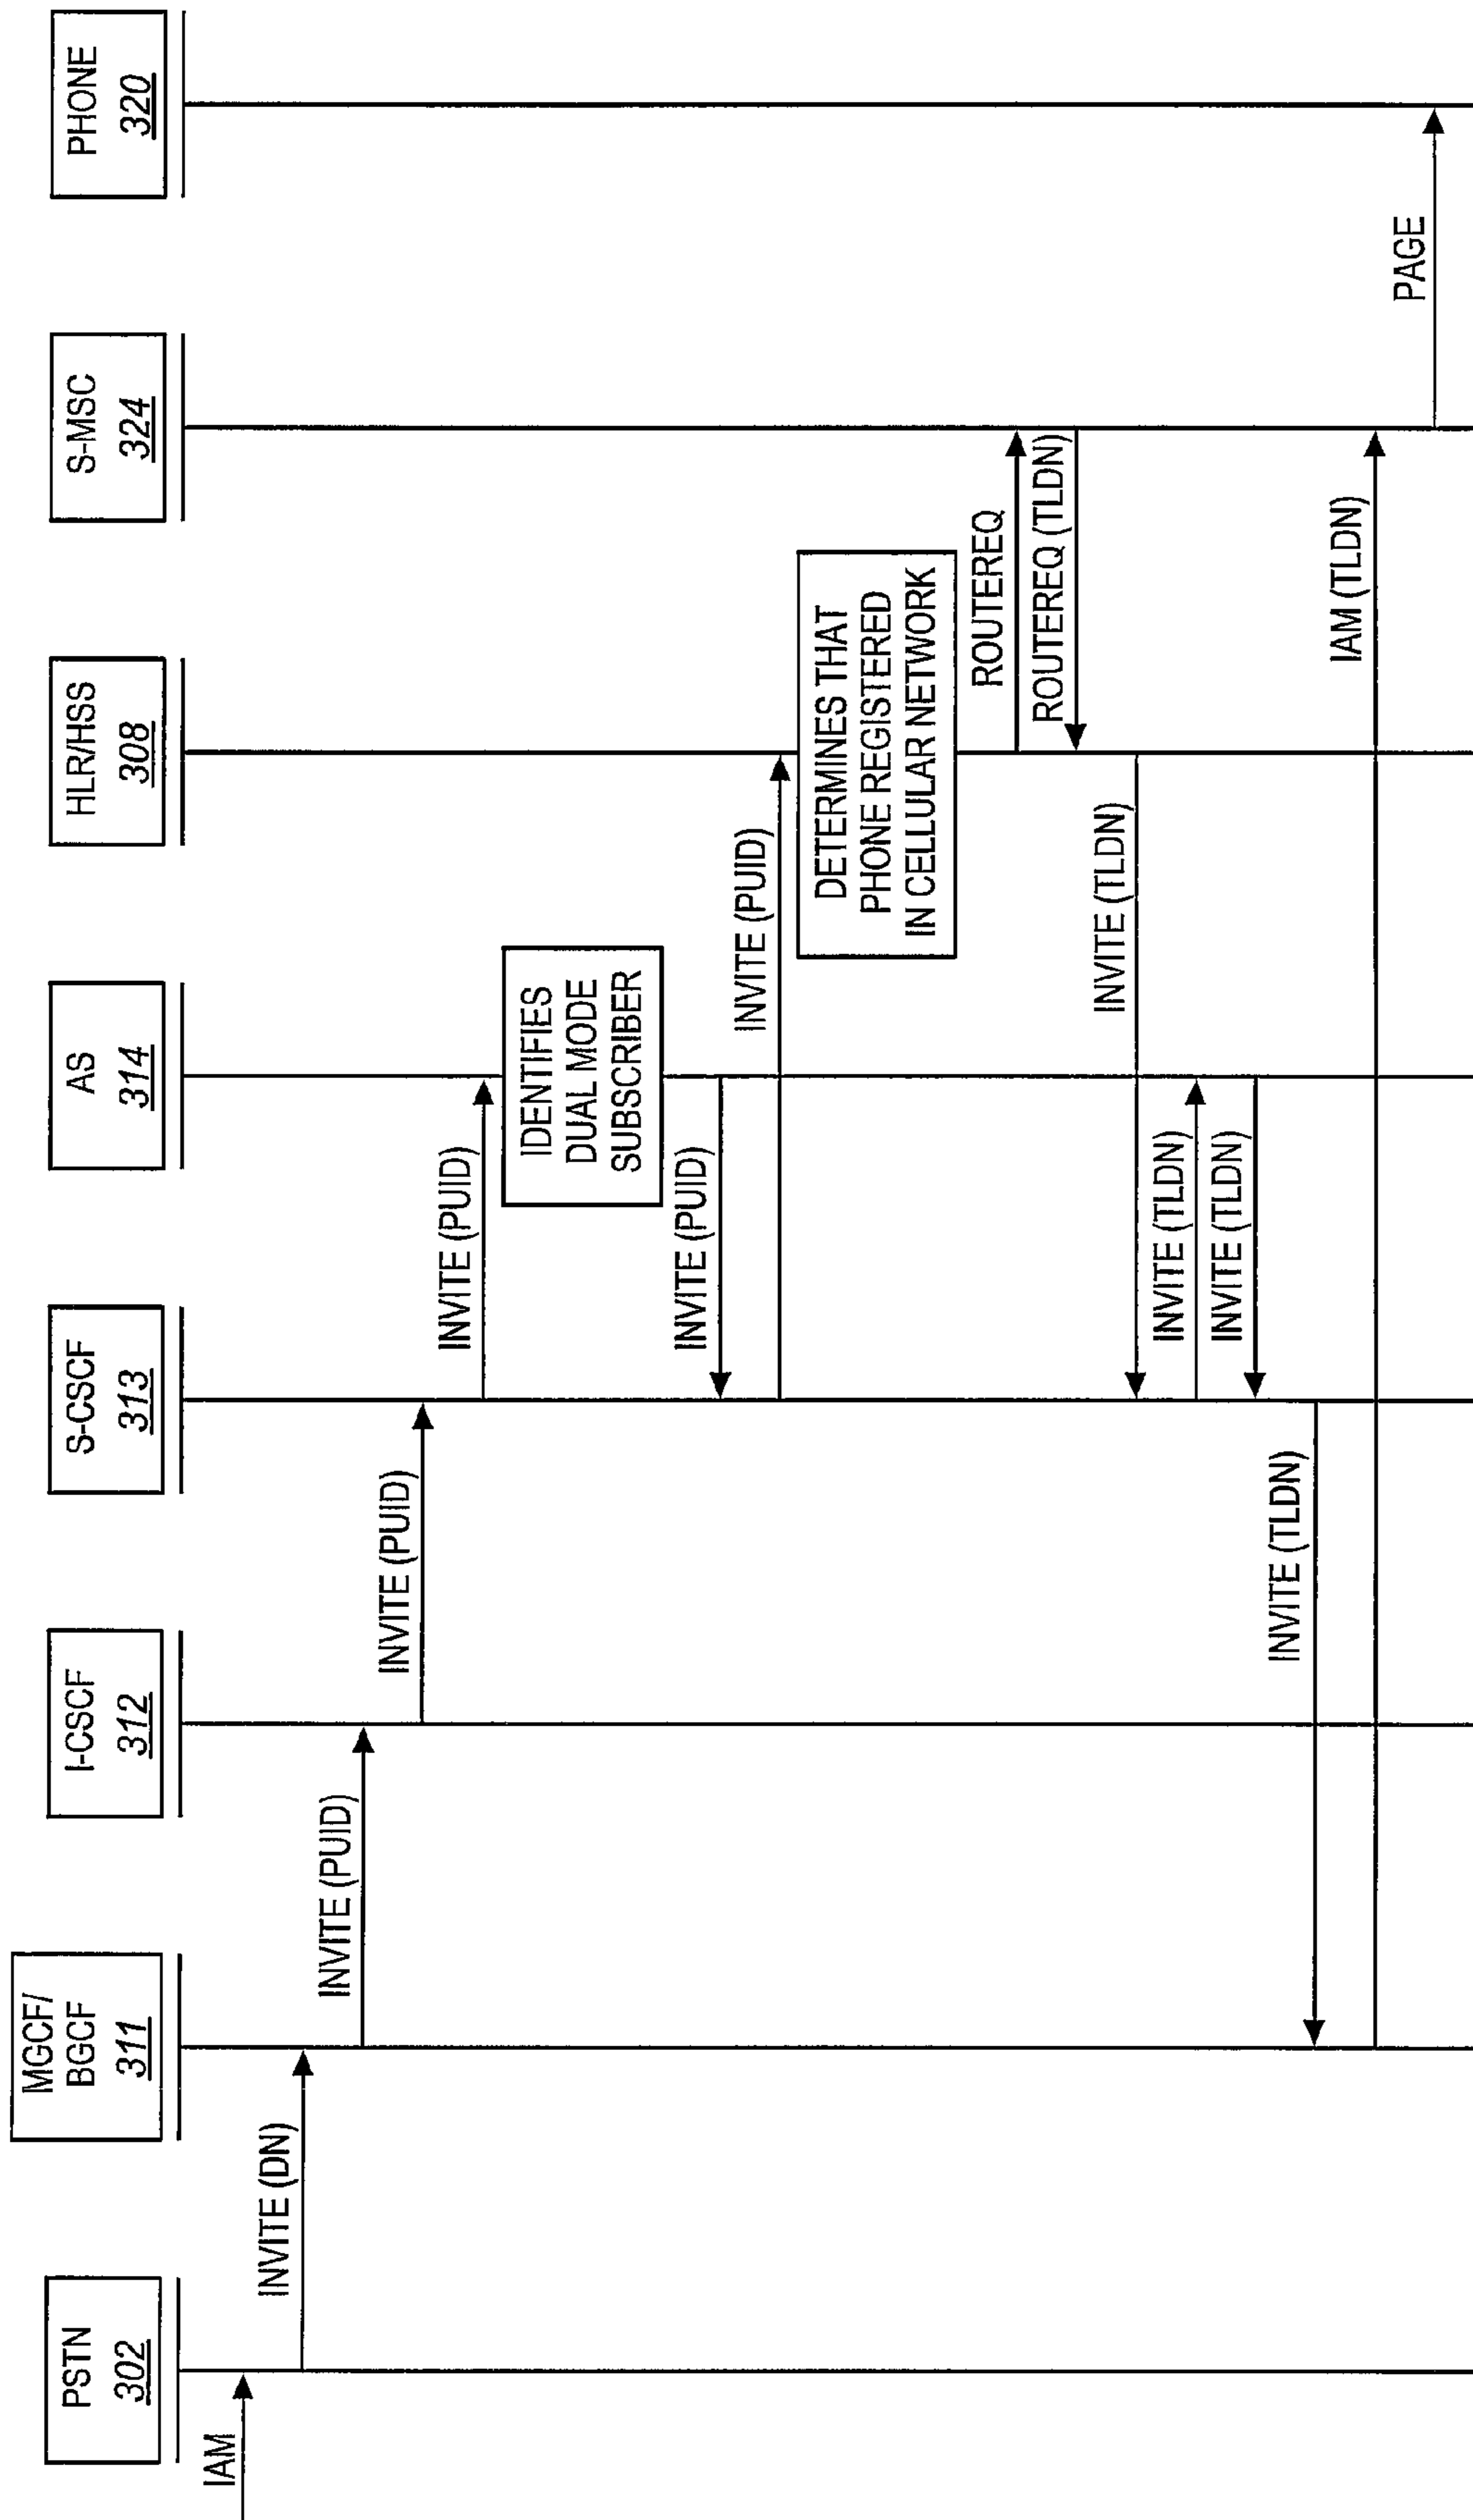 PSTN
302
MGCF/
BGCF
311
I-CSCF
312
S-CSCF
313
AS
314
HLR/HSS
308
S-MSC
324
PHONE
320
IAM
INVITE (DN)
INVITE (PUID)
INVITE (PUID)
INVITE (PUID)
IDENTIFIES
DUAL MODE
SUBSCRIBER
INVITE (PUID)
INVITE (PUID)
DETERMINES THAT
PHONE REGISTERED
IN CELLULAR NETWORK
ROUTEREQ
ROUTEREQ (TLDN)
INVITE (TLDN)
INVITE (TLDN)
INVITE (TLDN)
INVITE (TLDN)
IAM (TLDN)
PAGE